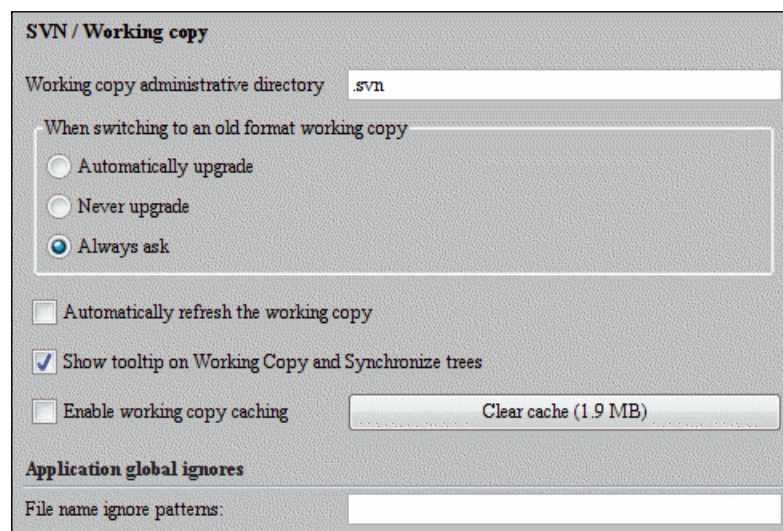 SVN / Working copy
Working copy administrative directory .svn
When switching to an old format working copy
Automatically upgrade
Never upgrade
Always ask
Automatically refresh the working copy
Show tooltip on Working Copy and Synchronize trees
Enable working copy caching Clear cache (1.9 MB)
Application global ignores
File name ignore patterns: